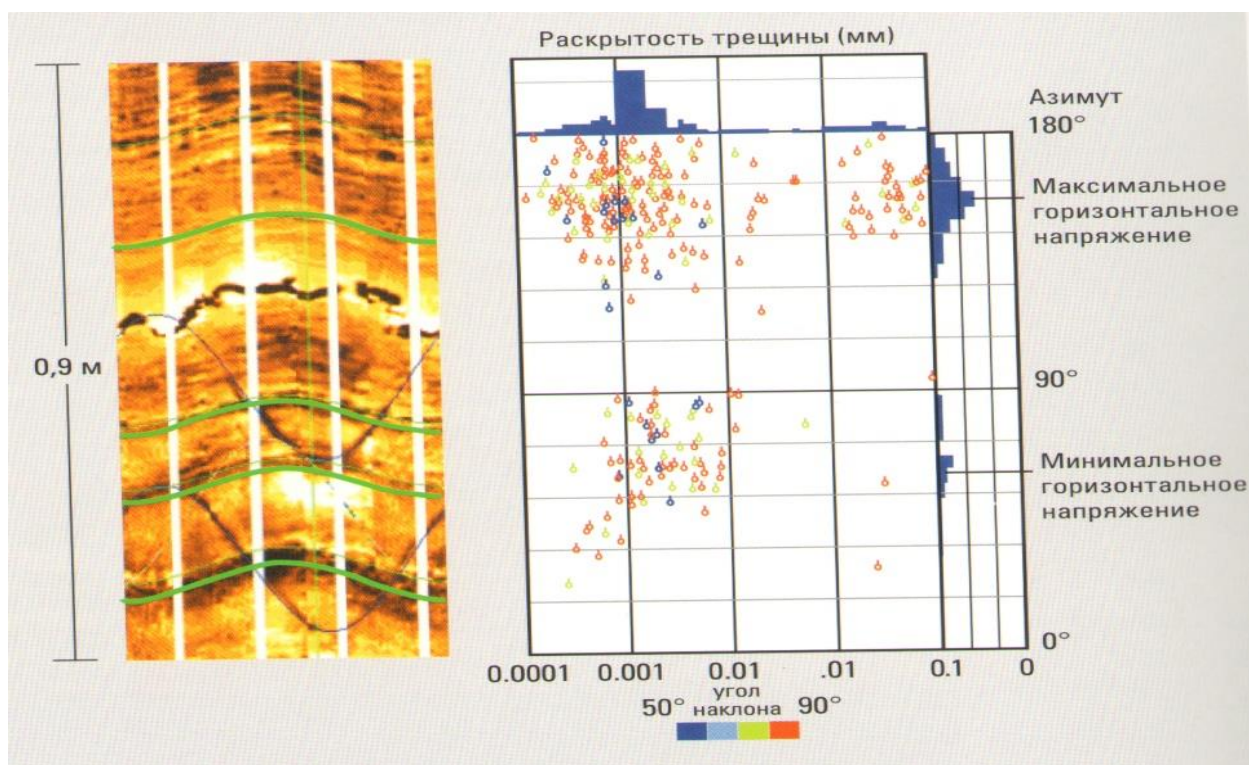 Раскрытость трещины (мм)
0,9 м
Азимут
180°
Максимальное
горизонтальное
напряжение
90°
Минимальное
горизонтальное
напряжение
0°
0.0001 0.001 0.01 .01 0.1 0
угол
50° наклона 90°